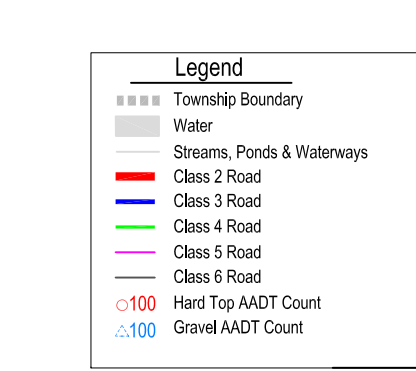 Legend
Township Boundary
Water
Streams, Ponds & Waterways
Class 2 Road
Class 3 Road
Class 4 Road
Class 5 Road
Class 6 Road
100 Hard Top AADT Count
100 Gravel AADT Count